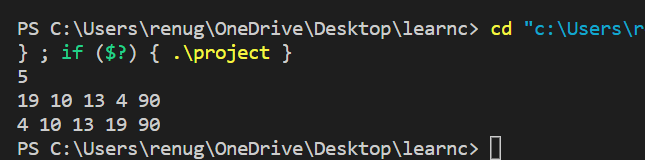 PS C:\Users\renug\OneDrive\Desktop\learnc> cd "c:\Users\r
} ; if ($?) { .\project }
5
19 10 13 4 90
4 10 13 19 90
PS C:\Users\renug\OneDrive\Desktop\learnc>